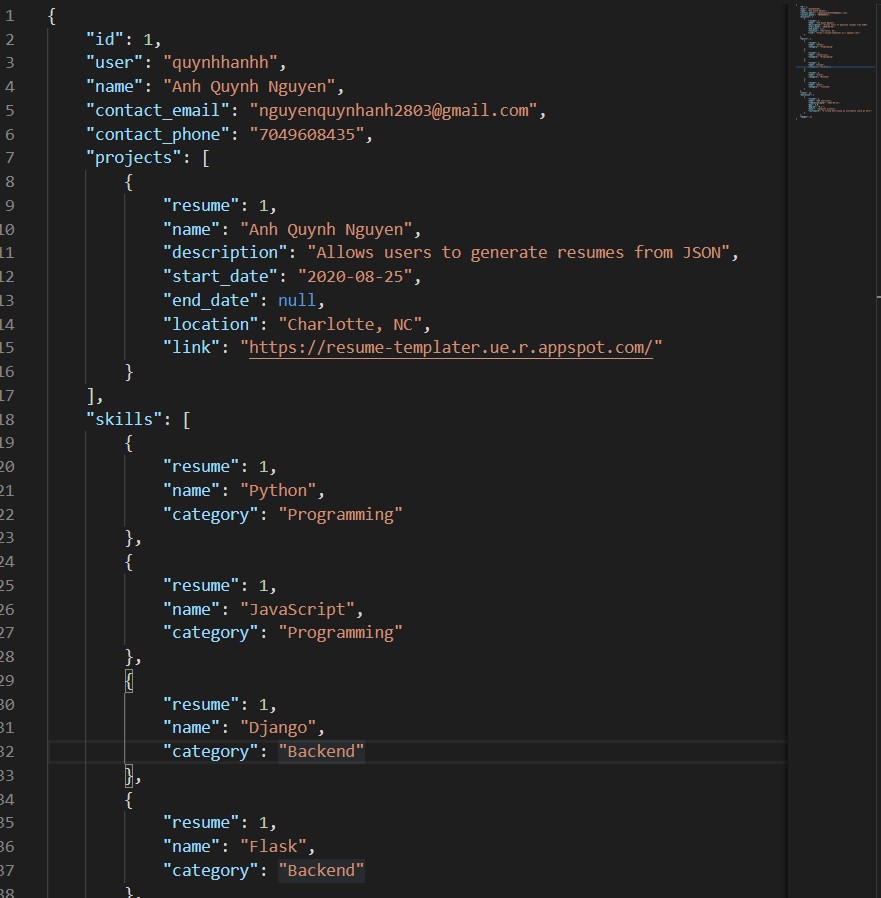 1 {
2 "id": 1,
3 "user": "quynhhanhh",
4 "name": "Anh Quynh Nguyen",
5 "contact_email": "nguyenquynhanh2803@gmail.com",
6 "contact_phone": "7049608435",
7 "projects": [
8 {
9 "resume": 1,
10 "name": "Anh Quynh Nguyen",
11 "description": "Allows users to generate resumes from JSON",
12 "start_date": "2020-08-25",
13 "end_date": null,
14 "location": "Charlotte, NC",
15 "link": "https://resume-templater.ue.r.appspot.com/"
16 }
17 ],
18 "skills": [
19 {
20 "resume": 1,
21 "name": "Python",
22 "category": "Programming"
23 },
24 {
25 "resume": 1,
26 "name": "JavaScript",
27 "category": "Programming"
28 },
29 {
30 "resume": 1,
31 "name": "Django",
32 "category": "Backend"
33 },
34 {
35 "resume": 1,
36 "name": "Flask",
37 "category": "Backend"
38 },